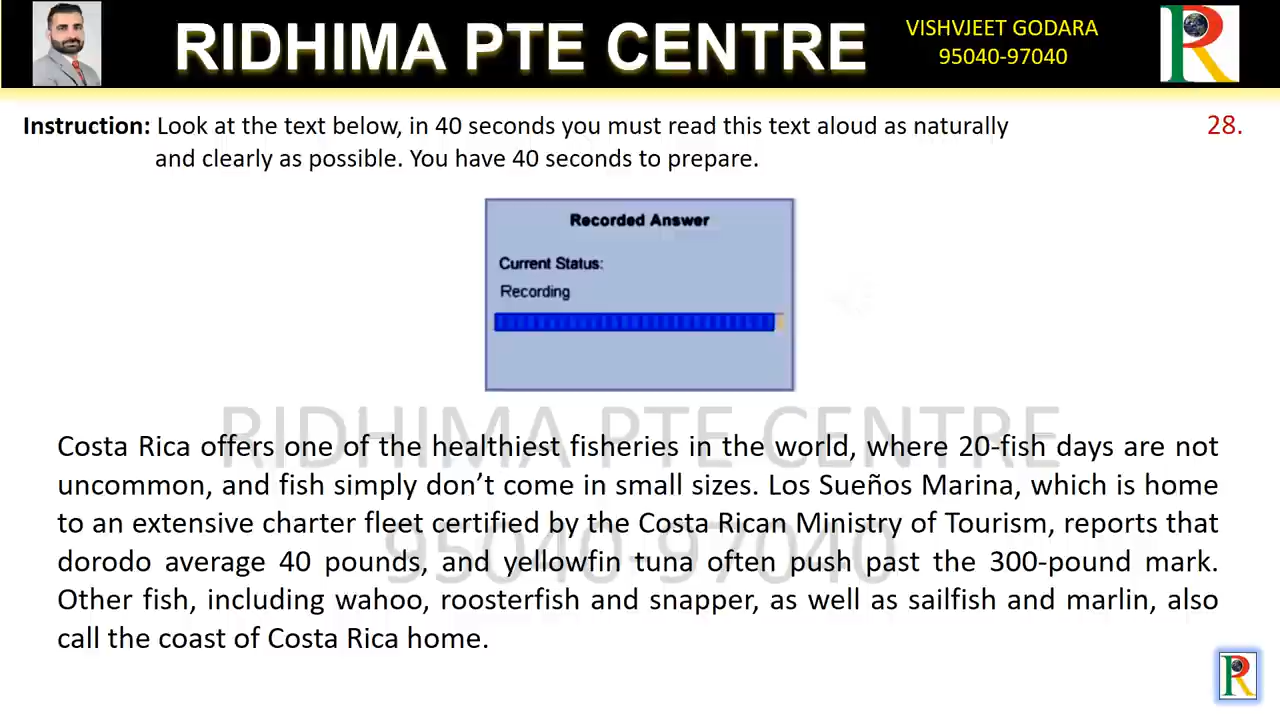 RIDHIMA PTE CENTRE
VISHVJEET GODARA
95040-97040
R
Instruction: Look at the text below, in 40 seconds you must read this text aloud as naturally
and clearly as possible. You have 40 seconds to prepare.
28.
Recorded Answer
Current Status:
Recording
RIDHIMA PTE CENTRE
95040-97040
Costa Rica offers one of the healthiest fisheries in the world, where 20-fish days are not
uncommon, and fish simply don’t come in small sizes. Los Sueños Marina, which is home
to an extensive charter fleet certified by the Costa Rican Ministry of Tourism, reports that
dorodo average 40 pounds, and yellowfin tuna often push past the 300-pound mark.
Other fish, including wahoo, roosterfish and snapper, as well as sailfish and marlin, also
call the coast of Costa Rica home.
R